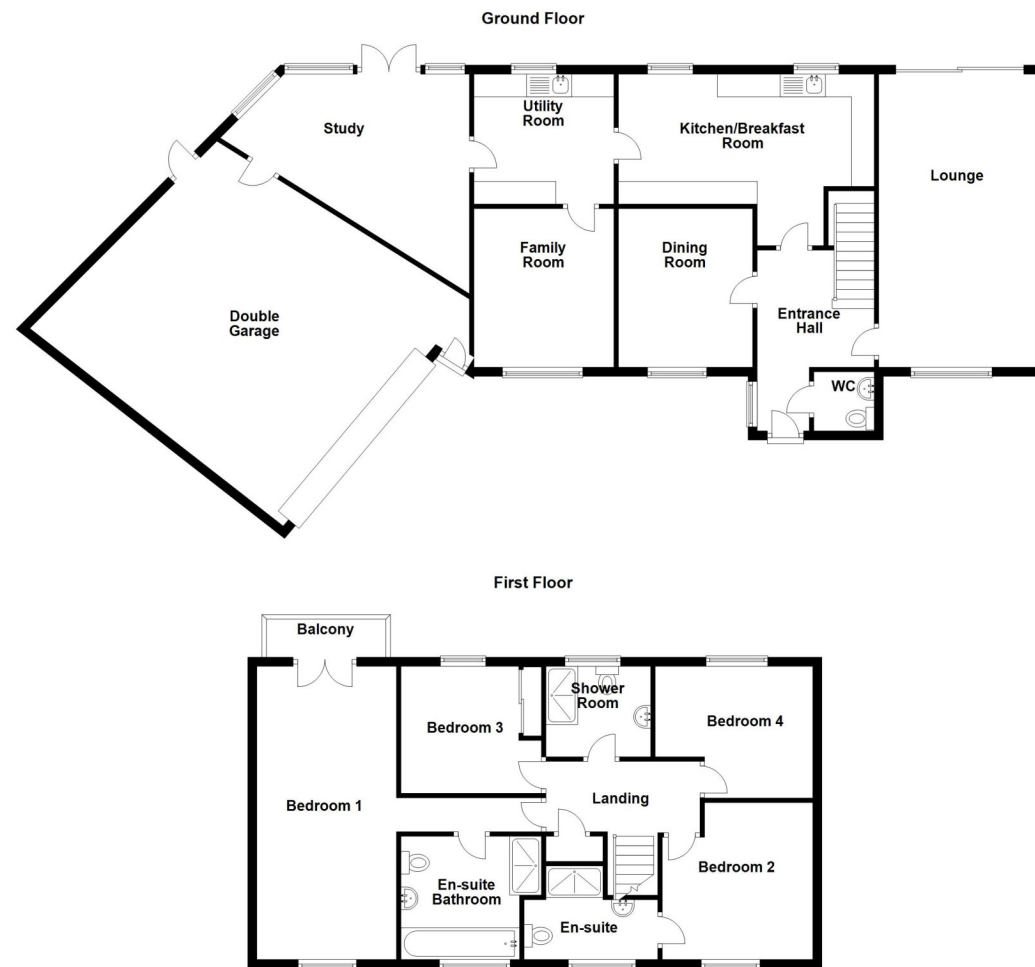 Ground Floor
Utility
Room
Study
Kitchen/Breakfast
Room
Lounge
Family
Room
Dining
Room
Double
Garage
Entrance
Hall
WC
First Floor
Balcony
Shower
Room
Bedroom 3
Bedroom 4
Bedroom 1
Landing
Bedroom 2
En-suite
Bathroom
En-suite